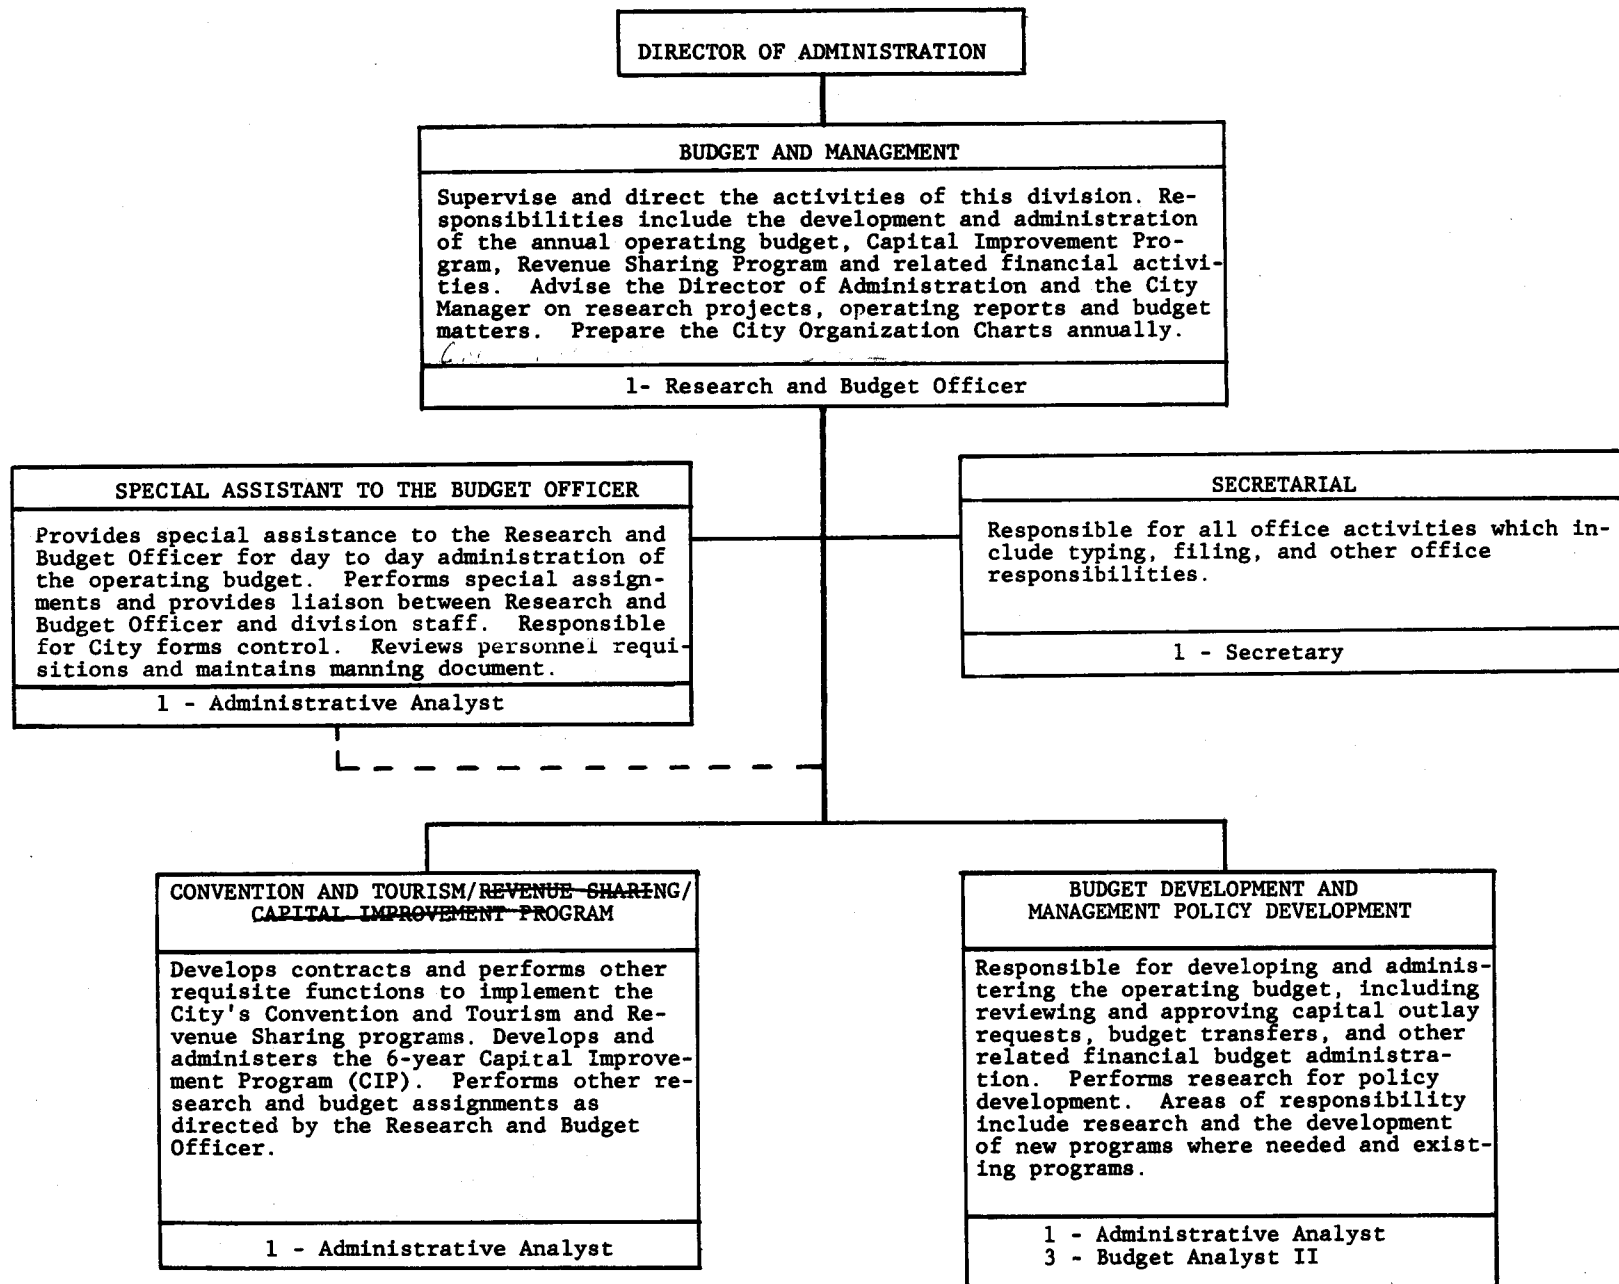 DIRECTOR OF ADMINISTRATION
BUDGET AND MANAGEMENT
Supervise and direct the activities of this division. Re-
sponsibilities include the development and administration
of the annual operating budget, Capital Improvement Pro-
gram, Revenue Sharing Program and related financial activi-
ties. Advise the Director of Administration and the City
Manager on research projects, operating reports and budget
matters. Prepare the City Organization Charts annually.
1- Research and Budget Officer
SPECIAL ASSISTANT TO THE BUDGET OFFICER
Provides special assistance to the Research and
Budget Officer for day to day administration of
the operating budget. Performs special assign-
ments and provides liaison between Research and
Budget Officer and division staff. Responsible
for City forms control. Reviews personnel requi-
sitions and maintains manning document.
1 - Administrative Analyst
SECRETARIAL
Responsible for all office activities which in-
clude typing, filing, and other office
responsibilities.
1 - Secretary
CONVENTION AND TOURISM/REVENUE SHARING/
CAPITAL IMPROVEMENT PROGRAM
Develops contracts and performs other
requisite functions to implement the
City's Convention and Tourism and Re-
venue Sharing programs. Develops and
administers the 6-year Capital Improve-
ment Program (CIP). Performs other re-
search and budget assignments as
directed by the Research and Budget
Officer.
1 - Administrative Analyst
BUDGET DEVELOPMENT AND
MANAGEMENT POLICY DEVELOPMENT
Responsible for developing and adminis-
tering the operating budget, including
reviewing and approving capital outlay
requests, budget transfers, and other
related financial budget administra-
tion. Performs research for policy
development. Areas of responsibility
include research and the development
of new programs where needed and exist-
ing programs.
1 - Administrative Analyst
3 - Budget Analyst II